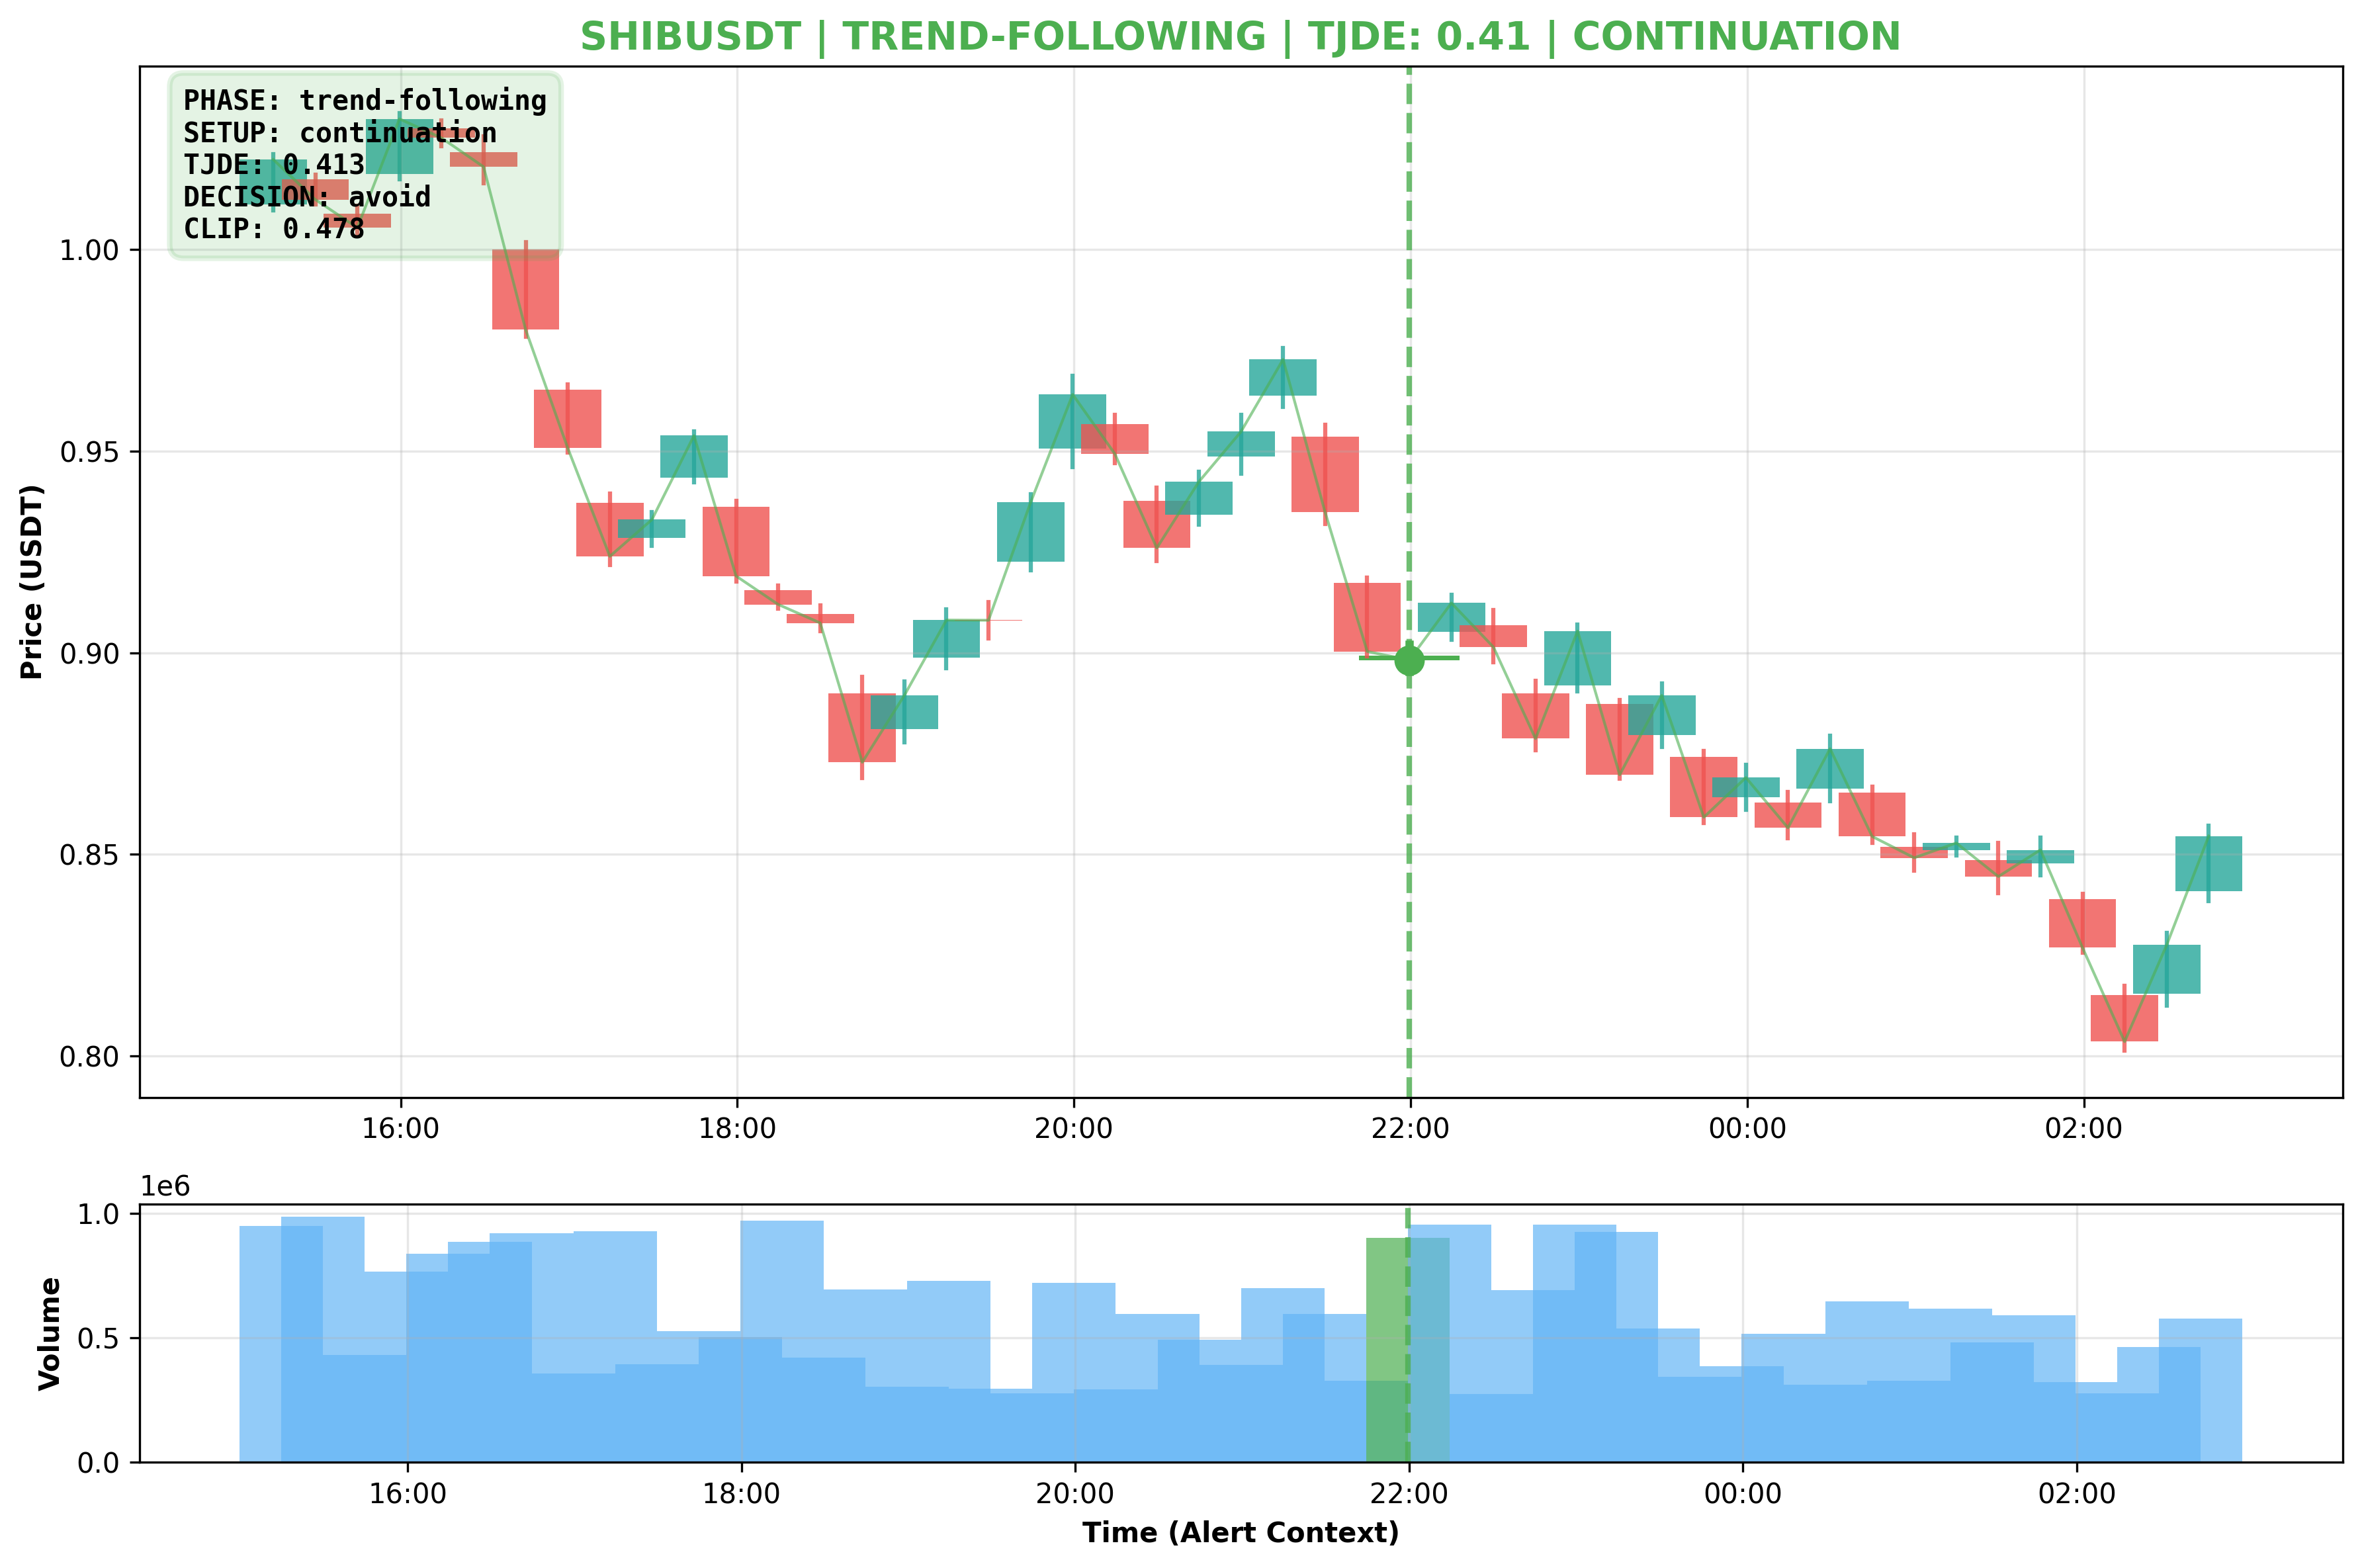 SHIBUSDT | TREND-FOLLOWING | TJDE: 0.41 | CONTINUATION
PHASE: trend-following
SETUP: continuation
TJDE: 0.413
DECISION: avoid
CLIP: 0.478
Price (USDT)
1.00
0.95
0.90
0.85
0.80
16:00 18:00 20:00 22:00 00:00 02:00
1e6
Volume
1.0
0.5
0.0
16:00 18:00 20:00 22:00 00:00 02:00
Time (Alert Context)